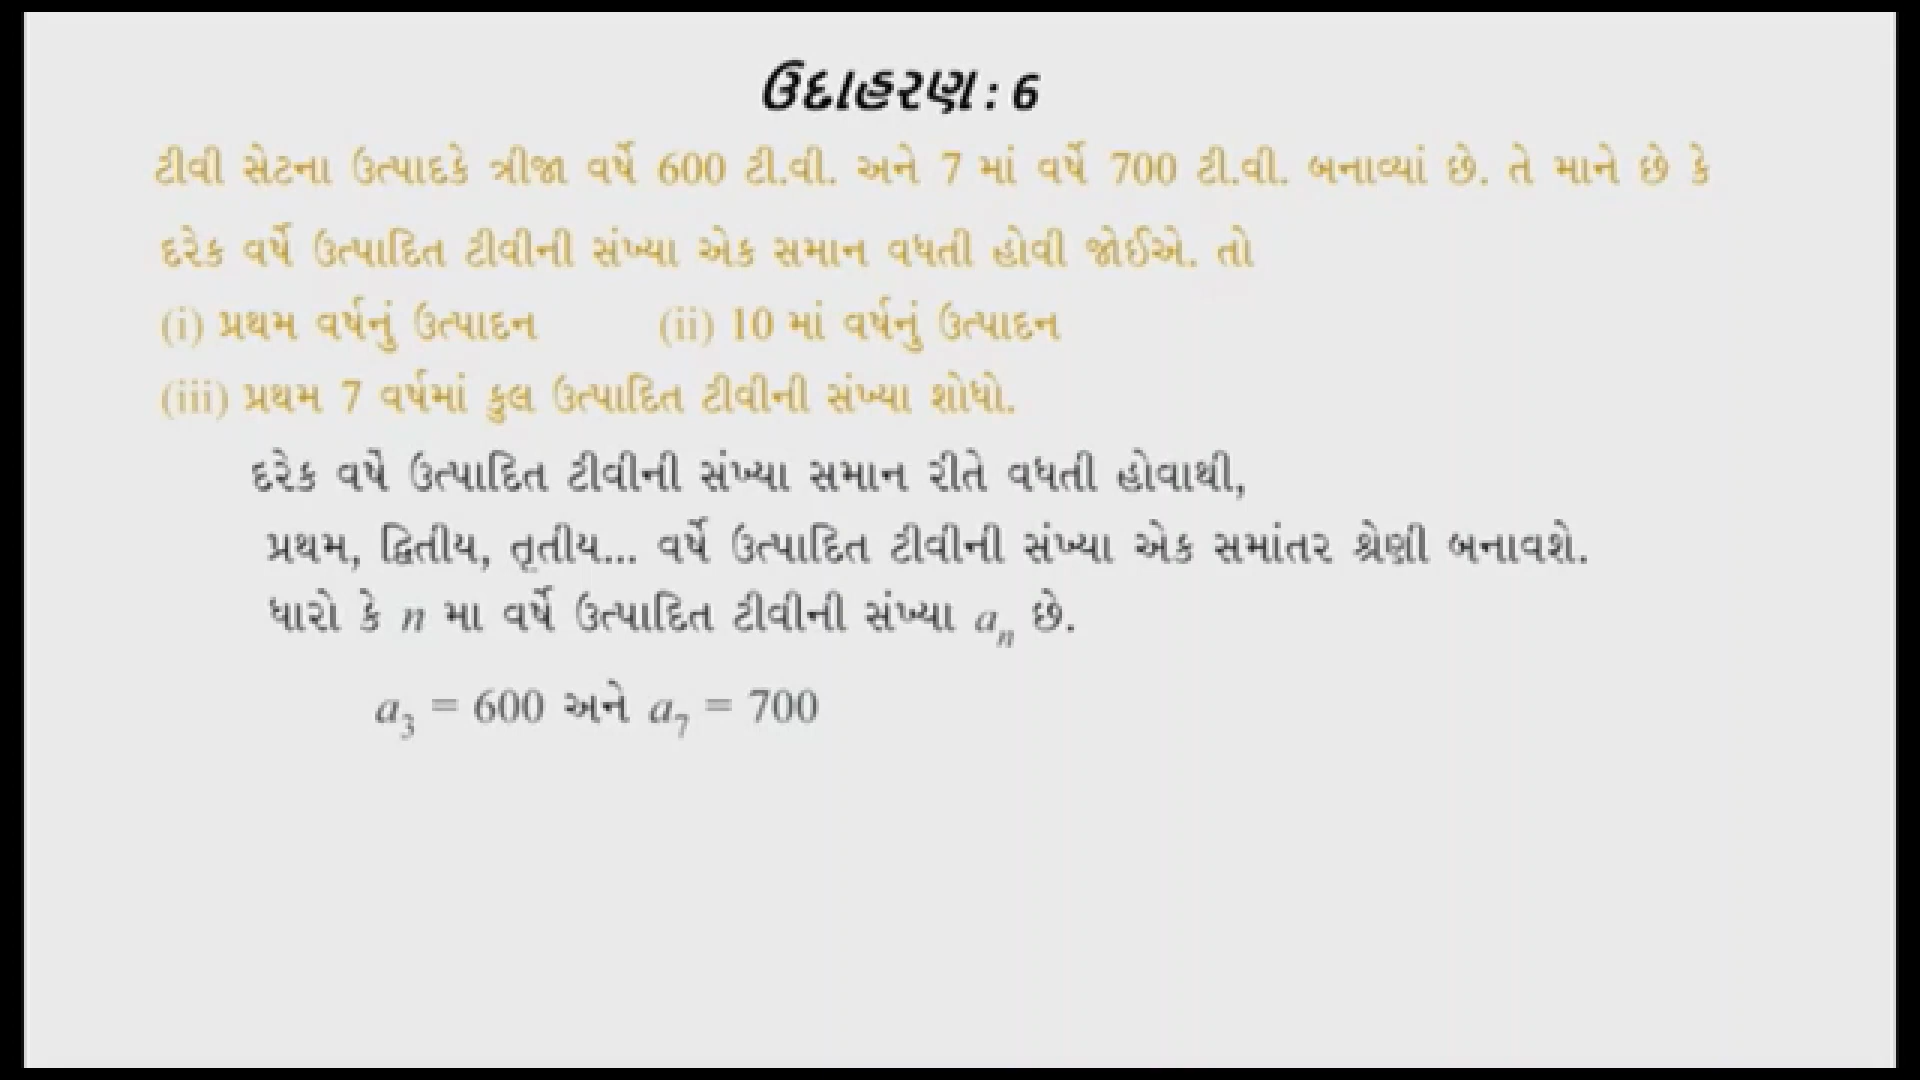 ઉદાહરણ : 6
ટીવી સેટના ઉત્પાદકે ત્રીજા વર્ષે 600 ટી.વી. અને 7 માં વર્ષે 700 ટી.વી. બનાવ્યાં છે. તે માને છે કે
દરેક વર્ષે ઉત્પાદિત ટીવીની સંખ્યા એક સમાન વધતી હોવી જોઈએ. તો
(i) પ્રથમ વર્ષનું ઉત્પાદન (ii) 10 માં વર્ષનું ઉત્પાદન
(iii) પ્રથમ 7 વર્ષમાં કુલ ઉત્પાદિત ટીવીની સંખ્યા શોધો.
દરેક વર્ષે ઉત્પાદિત ટીવીની સંખ્યા સમાન રીતે વધતી હોવાથી,
પ્રથમ, દ્વિતીય, તૃતીય... વર્ષે ઉત્પાદિત ટીવીની સંખ્યા એક સમાંતર શ્રેણી બનાવશે.
ધારો કે n મા વર્ષે ઉત્પાદિત ટીવીની સંખ્યા aₙ છે.
a₃ = 600 અને a₇ = 700